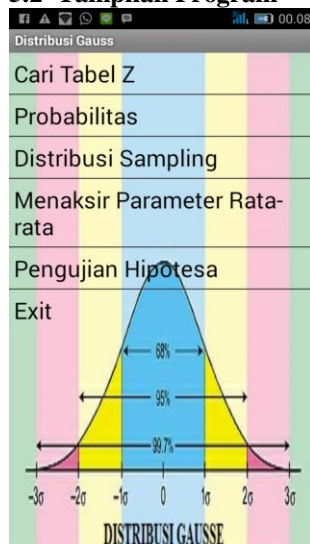 5.2 Tampilan Program
00.08
Distribusi Gauss
Cari Tabel Z
Probabilitas
Distribusi Sampling
Menaksir Parameter Rata-
rata
Pengujian Hipotesa
Exit
68%
95%
99.7%
-3σ -2σ -1σ 0 1σ 2σ 3σ
DISTRIBUSI GAUSSE